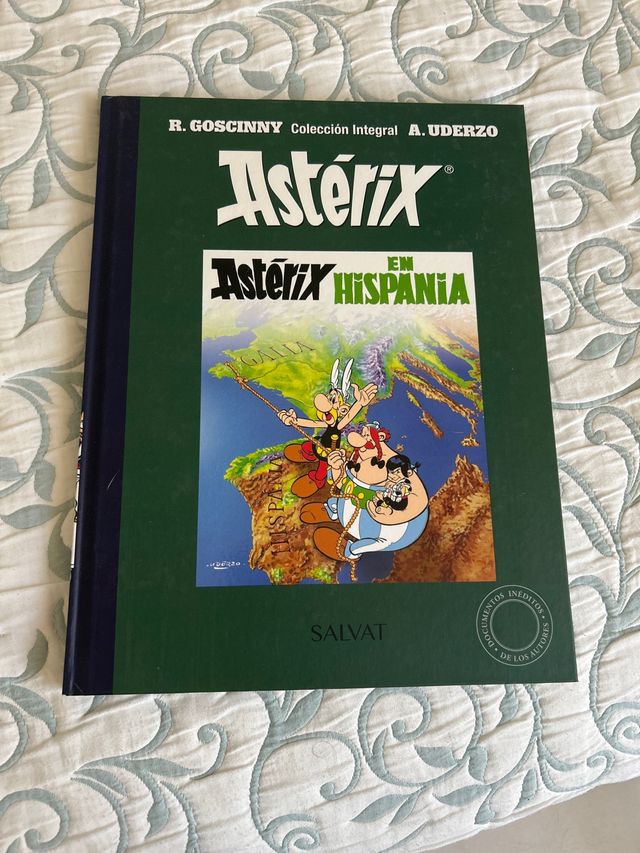 R. GOSCINNY Colección Integral A. UDERZO
Astérix®
Astérix EN HISPANIA
GALIA
HISPANIA
UDERZO
SALVAT
DOCUMENTOS INÉDITOS
DE LOS AUTORES